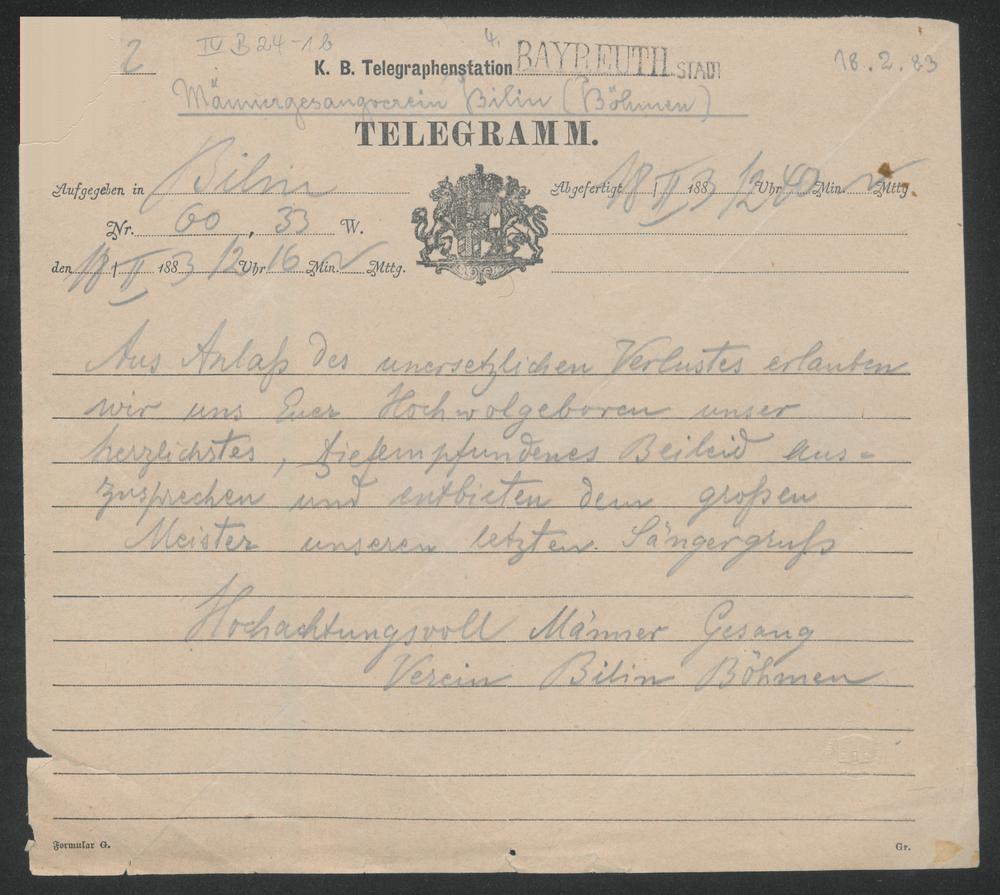 2 IV B 24-1b 4. 18.2.83
K. B. Telegraphenstation BAYREUTH STADT
Männergesangverein Bilin (Böhmen)
TELEGRAMM.
Aufgegeben in Bilin
Abgefertigt 18/II 1883 12 Uhr 40 Min. Mttg
Nr. 60, 33 W.
den 18/II 1883 12 Uhr 16 Min. Mttg.
Aus Anlaß des unersetzlichen Verlustes erlauben
wir uns Euer Hochwolgeboren unser
herzlichstes, tiefempfundenes Beileid aus=
zusprechen und entbieten dem großen
Meister unseren letzten Sängergruß
Hochachtungsvoll Männer Gesang
Verein Bilin Böhmen
Formular G. Gr.